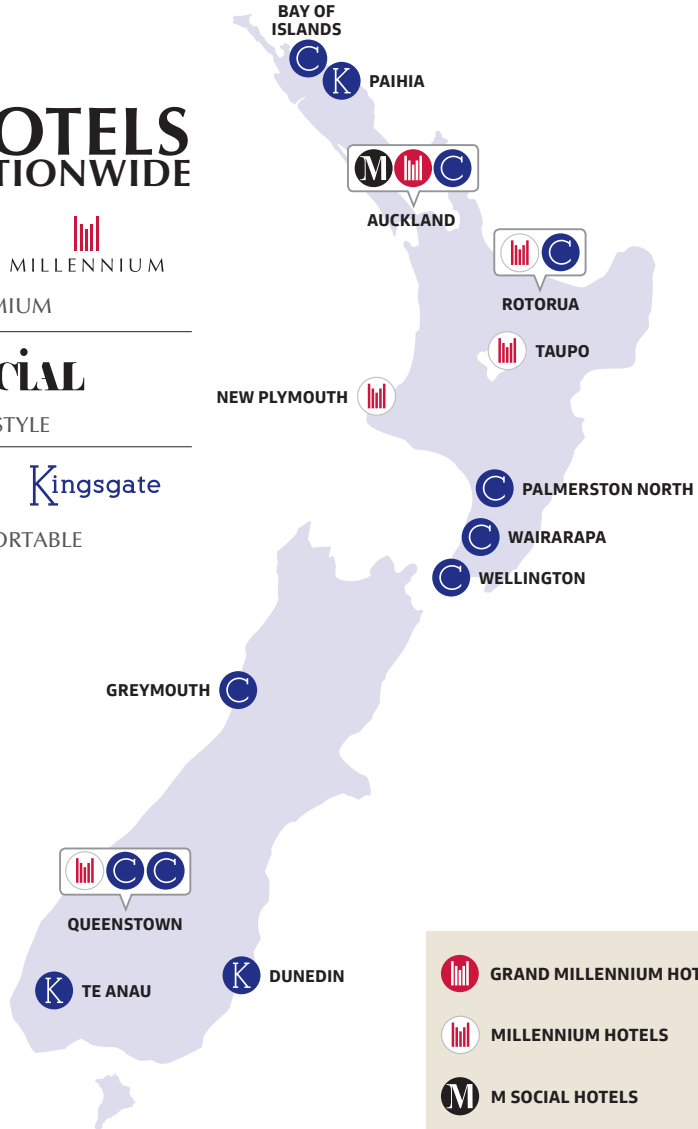 BAY OF
ISLANDS
C
K
PAIHIA
OTELS
TIONWIDE
MILLENNIUM
MIUM
CIAL
STYLE
Kingsgate
ORTABLE
M C
AUCKLAND
C
ROTORUA
TAUPO
NEW PLYMOUTH
C PALMERSTON NORTH
C WAIRARAPA
C WELLINGTON
GREYMOUTH C
C C
QUEENSTOWN
K TE ANAU
K DUNEDIN
GRAND MILLENNIUM HOT
MILLENNIUM HOTELS
M M SOCIAL HOTELS